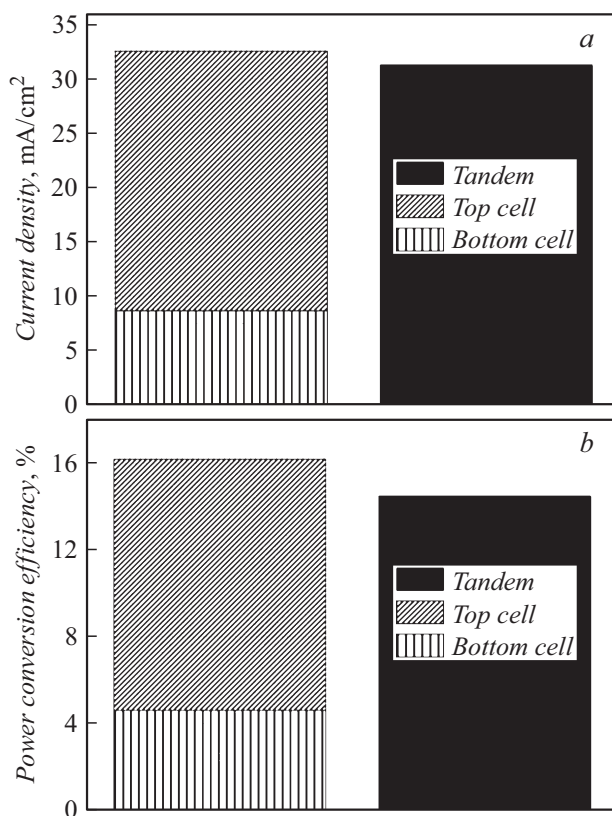 35
30
25
20
15
10
5
0
Current density, mA/cm²
a
Tandem
Top cell
Bottom cell
16
12
8
4
0
Power conversion efficiency, %
b
Tandem
Top cell
Bottom cell